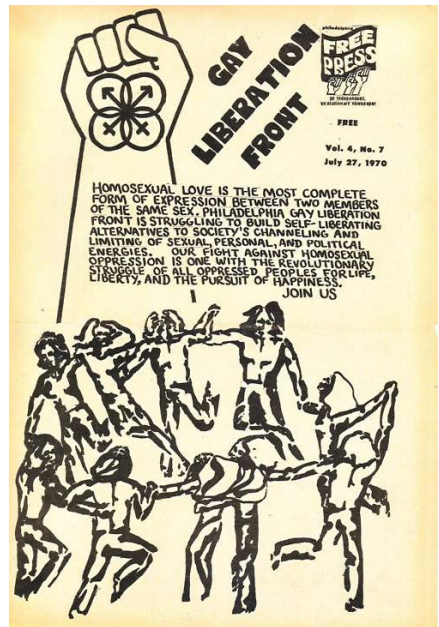 GAY
LIBERATION
FRONT
philadelphia
FREE
PRESS
FREE
Vol. 4, No. 7
July 27, 1970
HOMOSEXUAL LOVE IS THE MOST COMPLETE
FORM OF EXPRESSION BETWEEN TWO MEMBERS
OF THE SAME SEX. PHILADELPHIA GAY LIBERATION
FRONT IS STRUGGLING TO BUILD SELF-LIBERATING
ALTERNATIVES TO SOCIETY'S CHANNELING AND
LIMITING OF SEXUAL, PERSONAL, AND POLITICAL
ENERGIES. OUR FIGHT AGAINST HOMOSEXUAL
OPPRESSION IS ONE WITH THE REVOLUTIONARY
STRUGGLE OF ALL OPPRESSED PEOPLES FOR LIFE,
LIBERTY, AND THE PURSUIT OF HAPPINESS.
JOIN US